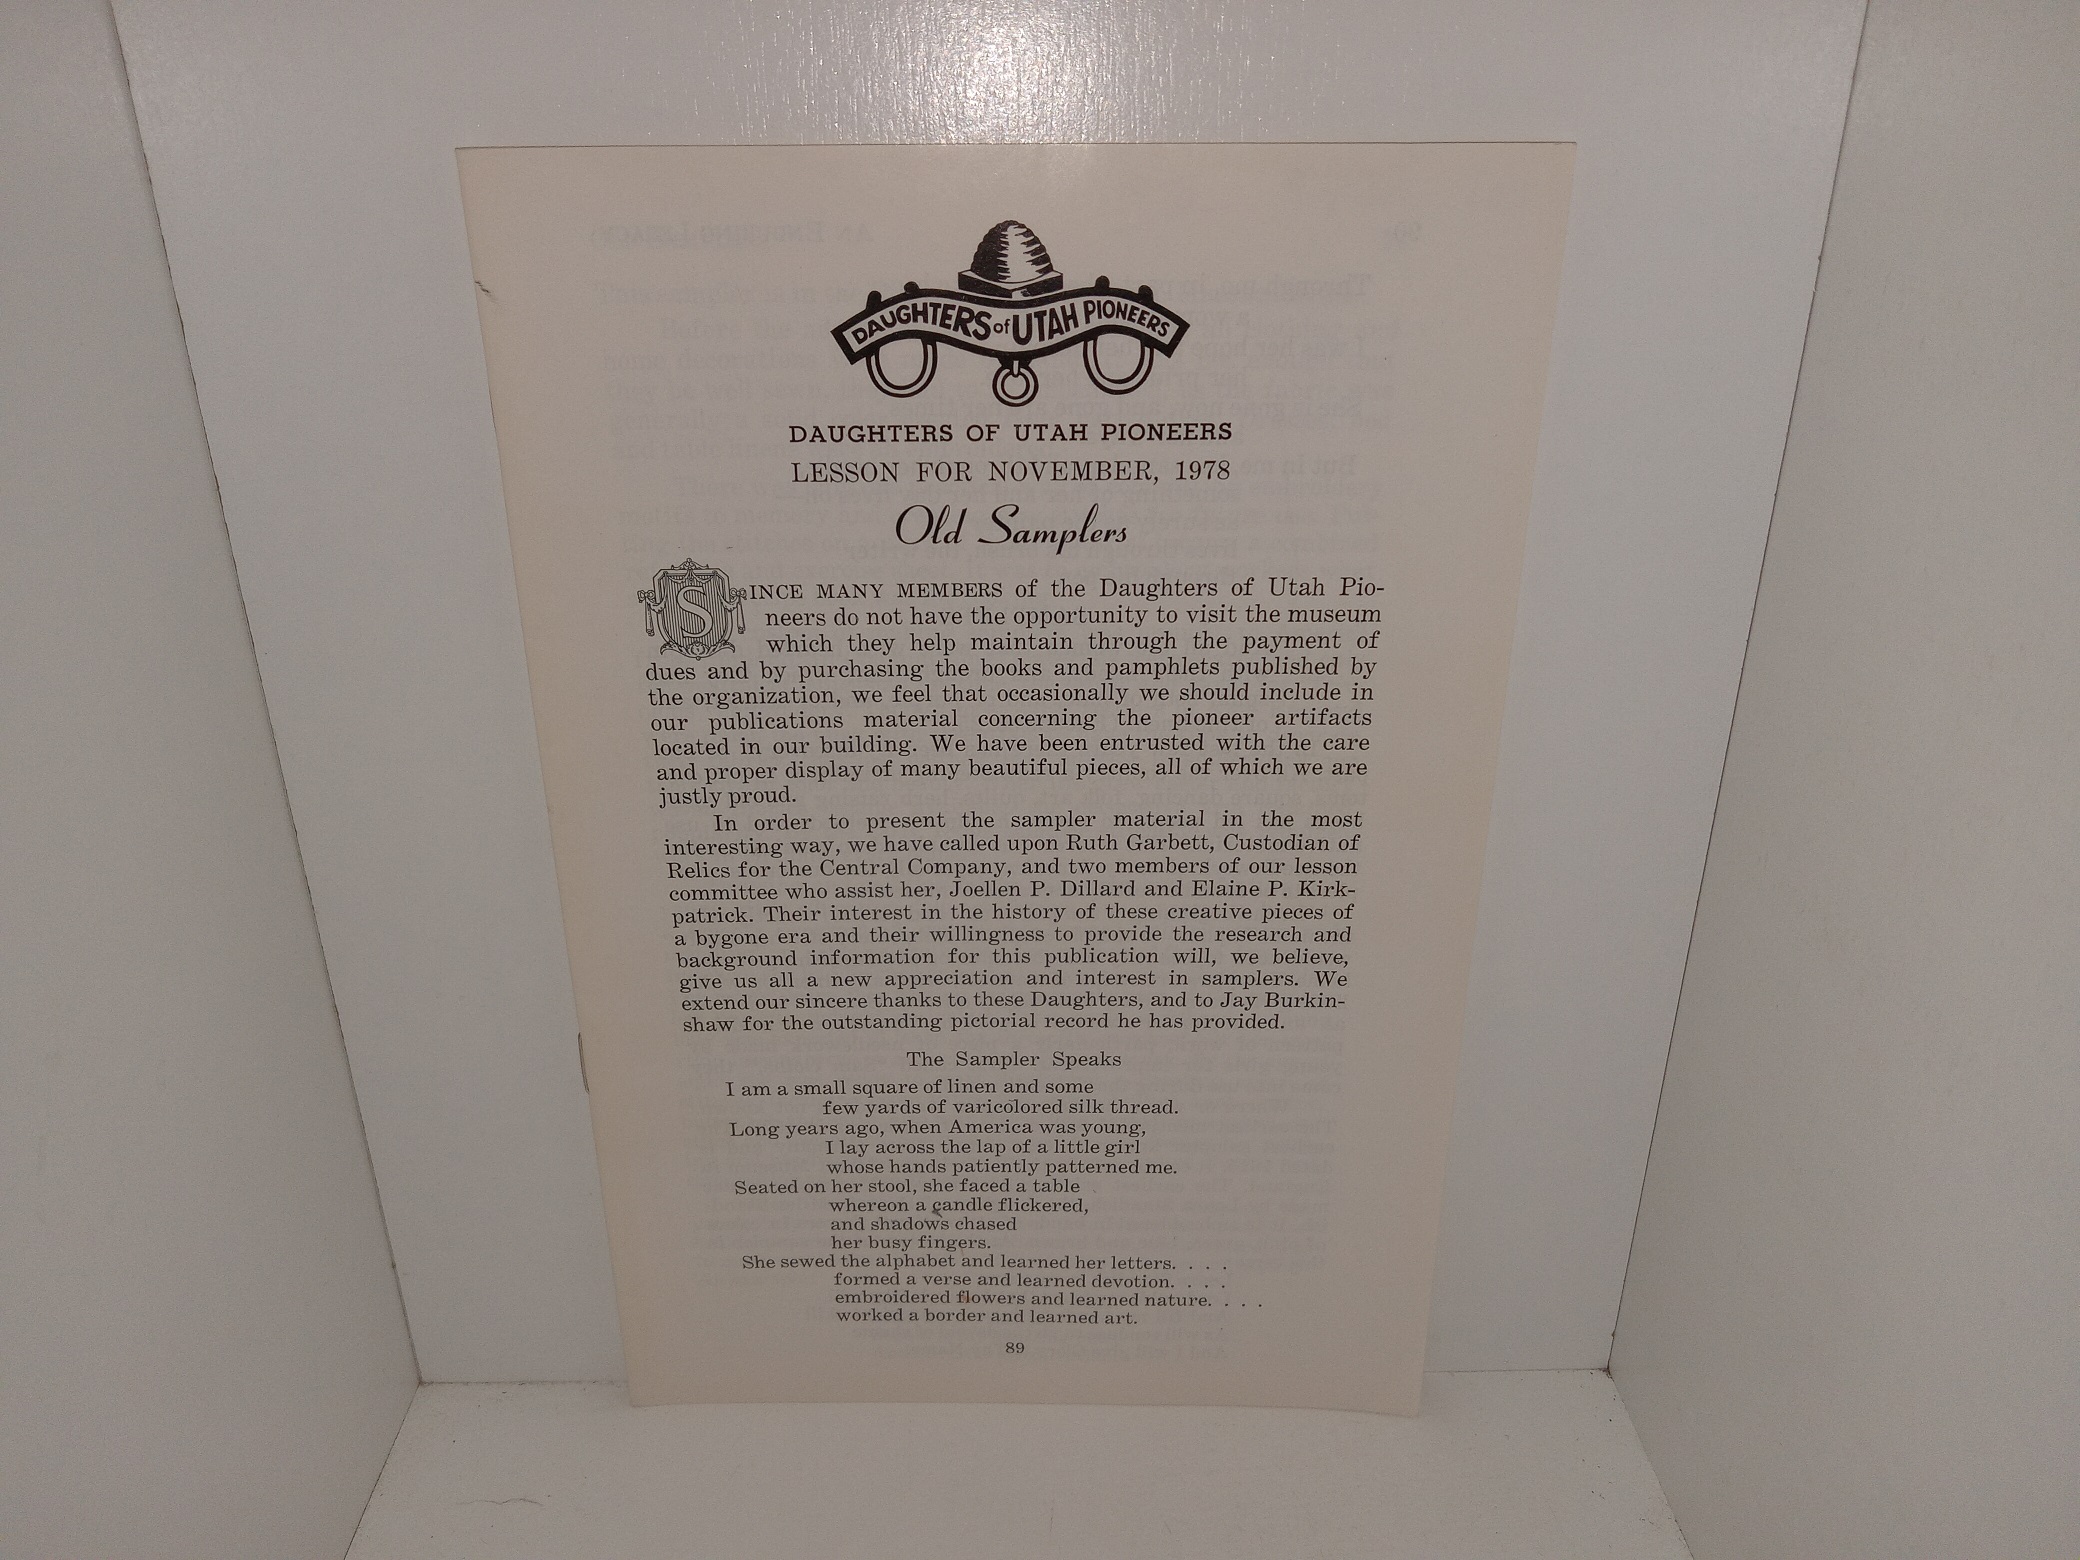 DAUGHTERS of UTAH PIONEERS
DAUGHTERS OF UTAH PIONEERS
LESSON FOR NOVEMBER, 1978
Old Samplers
SINCE MANY MEMBERS of the Daughters of Utah Pio-
neers do not have the opportunity to visit the museum
which they help maintain through the payment of
dues and by purchasing the books and pamphlets published by
the organization, we feel that occasionally we should include in
our publications material concerning the pioneer artifacts
located in our building. We have been entrusted with the care
and proper display of many beautiful pieces, all of which we are
justly proud.
In order to present the sampler material in the most
interesting way, we have called upon Ruth Garbett, Custodian of
Relics for the Central Company, and two members of our lesson
committee who assist her, Joellen P. Dillard and Elaine P. Kirk-
patrick. Their interest in the history of these creative pieces of
a bygone era and their willingness to provide the research and
background information for this publication will, we believe,
give us all a new appreciation and interest in samplers. We
extend our sincere thanks to these Daughters, and to Jay Burkin-
shaw for the outstanding pictorial record he has provided.
The Sampler Speaks
I am a small square of linen and some
few yards of varicolored silk thread.
Long years ago, when America was young,
I lay across the lap of a little girl
whose hands patiently patterned me.
Seated on her stool, she faced a table
whereon a candle flickered,
and shadows chased
her busy fingers.
She sewed the alphabet and learned her letters. . . .
formed a verse and learned devotion. . . .
embroidered flowers and learned nature. . . .
worked a border and learned art.
89